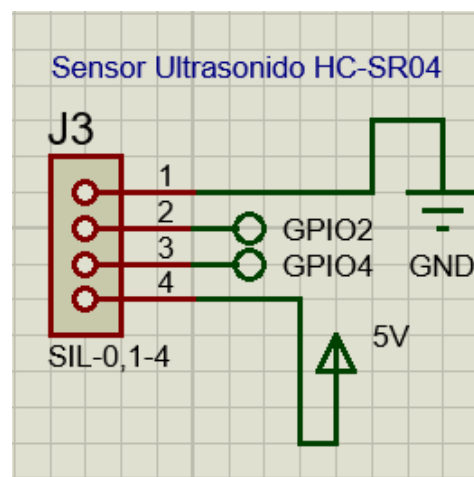 Sensor Ultrasonido HC-SR04
J3
1
2
GPIO2
3
GPIO4
GND
4
5V
SIL-0,1-4